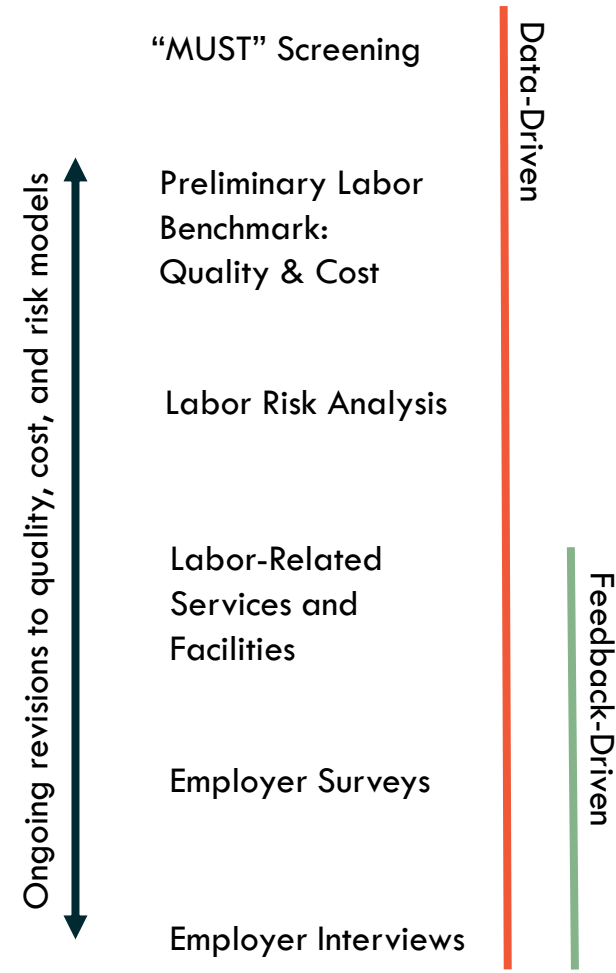 “MUST” Screening
Data-Driven
Ongoing revisions to quality, cost, and risk models
Preliminary Labor
Benchmark:
Quality & Cost
Labor Risk Analysis
Labor-Related
Services and
Facilities
Feedback-Driven
Employer Surveys
Employer Interviews